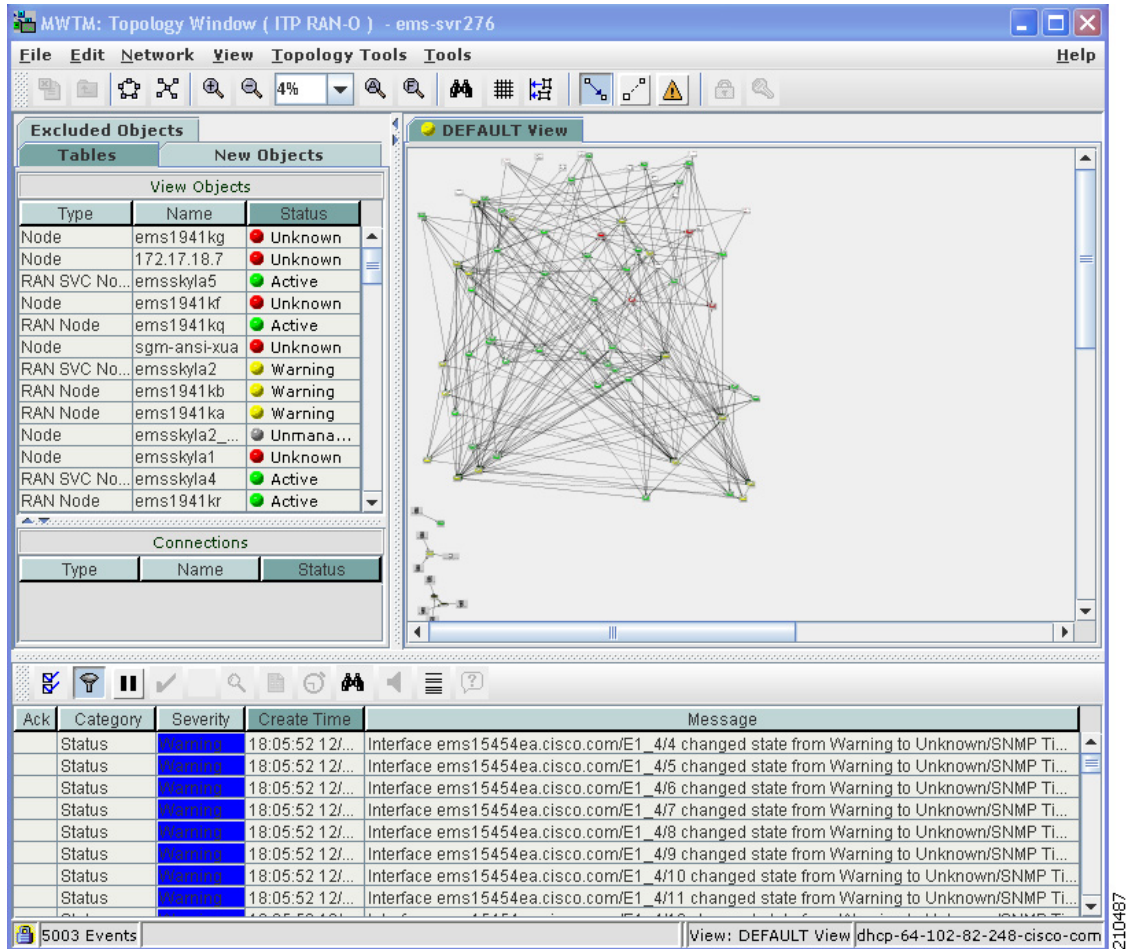 MWTM: Topology Window ( ITP RAN-O ) - ems-svr276
File Edit Network View Topology Tools Tools Help
4%
Excluded Objects
Tables New Objects
View Objects
Type Name Status
Node ems1941kg Unknown
Node 172.17.18.7 Unknown
RAN SVC No... emsskyla5 Active
Node ems1941kf Unknown
RAN Node ems1941kq Active
Node sgm-ansi-xua Unknown
RAN SVC No... emsskyla2 Warning
RAN Node ems1941kb Warning
RAN Node ems1941ka Warning
Node emsskyla2_... Unmana...
Node emsskyla1 Unknown
RAN SVC No... emsskyla4 Active
RAN Node ems1941kr Active
Connections
Type Name Status
DEFAULT View
Ack Category Severity Create Time Message
Status Warning 18:05:52 12/... Interface ems15454ea.cisco.com/E1_4/4 changed state from Warning to Unknown/SNMP Ti...
Status Warning 18:05:52 12/... Interface ems15454ea.cisco.com/E1_4/5 changed state from Warning to Unknown/SNMP Ti...
Status Warning 18:05:52 12/... Interface ems15454ea.cisco.com/E1_4/6 changed state from Warning to Unknown/SNMP Ti...
Status Warning 18:05:52 12/... Interface ems15454ea.cisco.com/E1_4/7 changed state from Warning to Unknown/SNMP Ti...
Status Warning 18:05:52 12/... Interface ems15454ea.cisco.com/E1_4/8 changed state from Warning to Unknown/SNMP Ti...
Status Warning 18:05:52 12/... Interface ems15454ea.cisco.com/E1_4/9 changed state from Warning to Unknown/SNMP Ti...
Status Warning 18:05:52 12/... Interface ems15454ea.cisco.com/E1_4/10 changed state from Warning to Unknown/SNMP Ti...
Status Warning 18:05:52 12/... Interface ems15454ea.cisco.com/E1_4/11 changed state from Warning to Unknown/SNMP Ti...
5003 Events View: DEFAULT View dhcp-64-102-82-248-cisco-com
210487